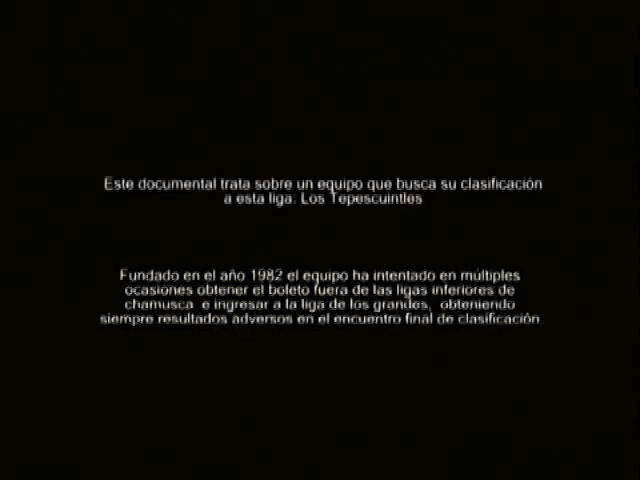 Este documental trata sobre un equipo que busca su clasificación
a esta liga: Los Tepescuintles
Fundado en el año 1982 el equipo ha intentado en múltiples
ocasiones obtener el boleto fuera de las ligas inferiores de
chamusca e ingresar a la liga de los grandes, obteniendo
siempre resultados adversos en el encuentro final de clasificación